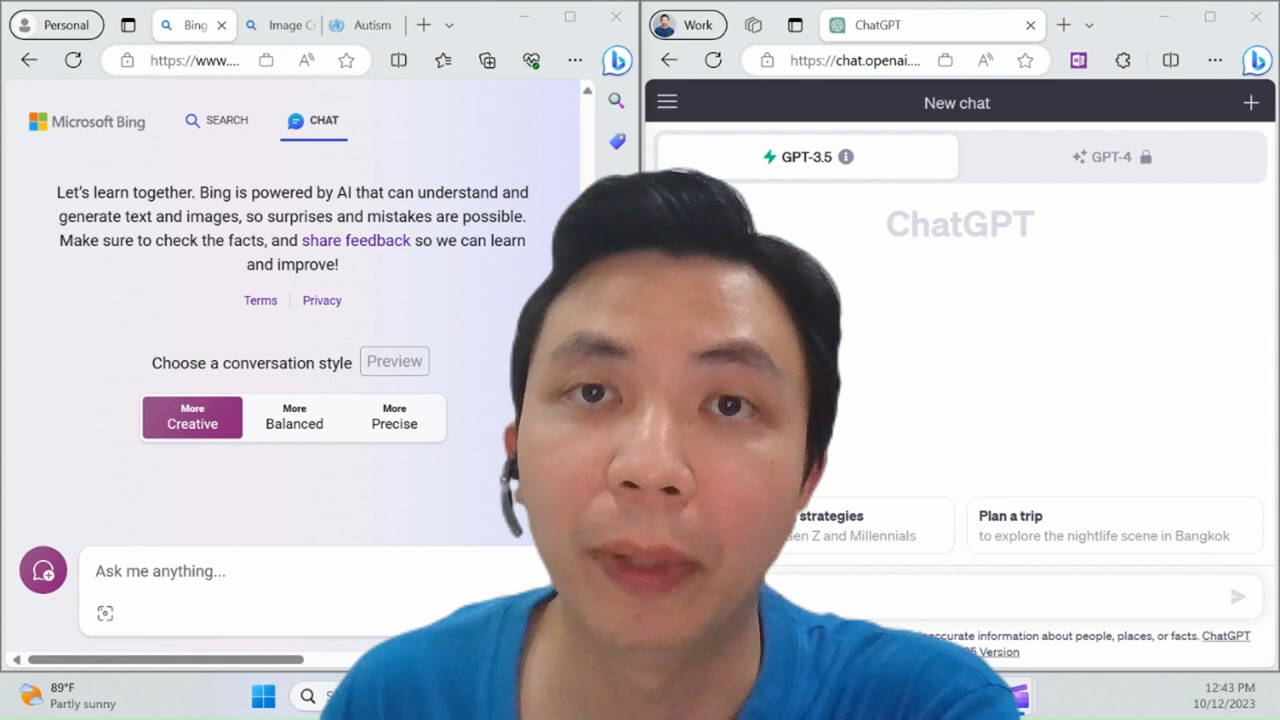 Personal
Bing
Image
Autism
https://www....
Microsoft Bing
SEARCH
CHAT
Let's learn together. Bing is powered by AI that can understand and
generate text and images, so surprises and mistakes are possible.
Make sure to check the facts, and share feedback so we can learn
and improve!
Terms
Privacy
Choose a conversation style
Preview
More
Creative
More
Balanced
More
Precise
Ask me anything...
89°F
Partly sunny
Work
ChatGPT
https://chat.openai....
New chat
GPT-3.5
GPT-4
ChatGPT
strategies
Gen Z and Millennials
Plan a trip
to explore the nightlife scene in Bangkok
information about people, places, or facts. ChatGPT
Version
12:43 PM
10/12/2023